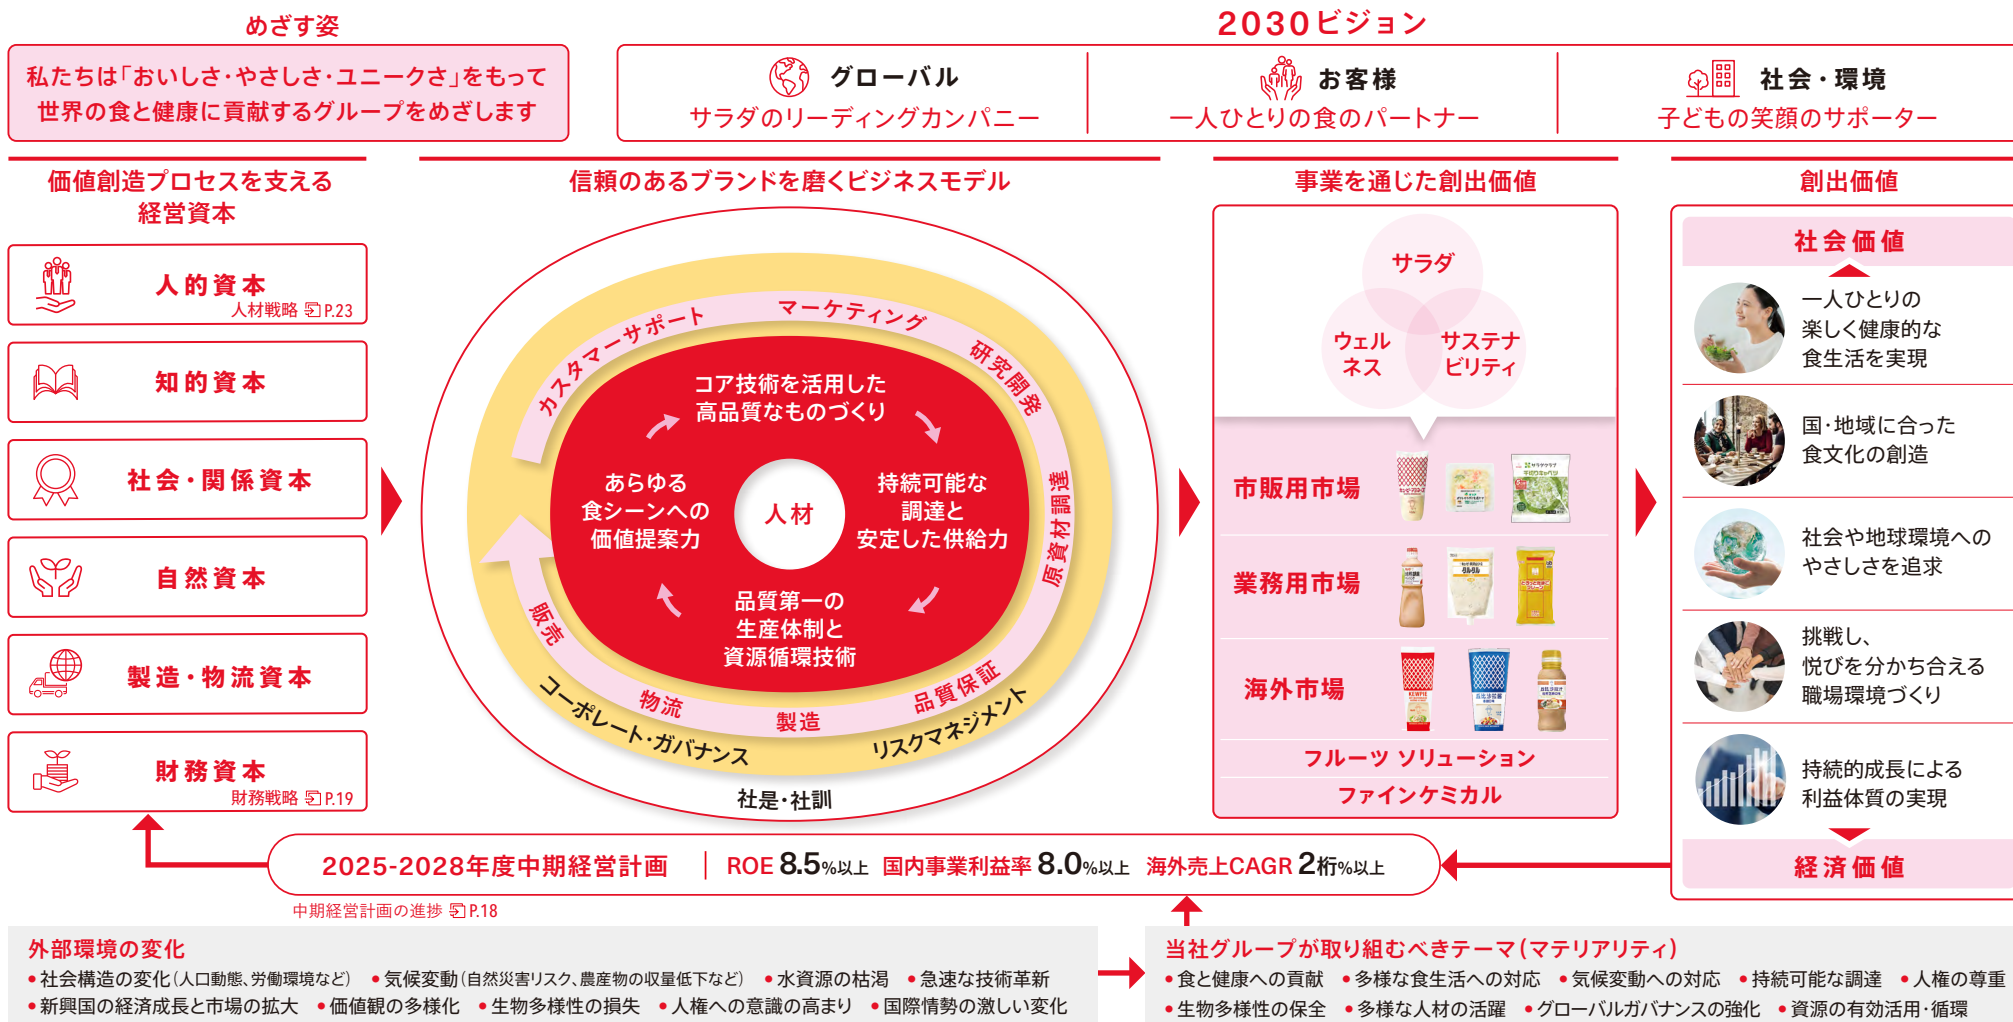 めざす姿
私たちは「おいしさ・やさしさ・ユニークさ」をもって
世界の食と健康に貢献するグループをめざします
2030ビジョン
グローバル
サラダのリーディングカンパニー
お客様
一人ひとりの食のパートナー
社会・環境
子どもの笑顔のサポーター
価値創造プロセスを支える
経営資本
人的資本
人材戦略 P.23
知的資本
社会・関係資本
自然資本
製造・物流資本
財務資本
財務戦略 P.19
信頼のあるブランドを磨くビジネスモデル
カスタマーサポート
マーケティング
研究開発
原資材調達
品質保証
製造
物流
販売
コア技術を活用した
高品質なものづくり
持続可能な
調達と
安定した供給力
品質第一の
生産体制と
資源循環技術
あらゆる
食シーンへの
価値提案力
人材
コーポレート・ガバナンス
リスクマネジメント
社是・社訓
事業を通じた創出価値
サラダ
ウェル
ネス
サステナ
ビリティ
市販用市場
サラダクラブ
千切りキャベツ
業務用市場
タルタル
海外市場
KEWPIE
フルーツ ソリューション
ファインケミカル
創出価値
社会価値
一人ひとりの
楽しく健康的な
食生活を実現
国・地域に合った
食文化の創造
社会や地球環境への
やさしさを追求
挑戦し、
悦びを分かち合える
職場環境づくり
持続的成長による
利益体質の実現
経済価値
2025-2028年度中期経営計画
ROE 8.5%以上 国内事業利益率 8.0%以上 海外売上CAGR 2桁%以上
中期経営計画の進捗 P.18
外部環境の変化
•社会構造の変化(人口動態、労働環境など) •気候変動(自然災害リスク、農産物の収量低下など) •水資源の枯渇 •急速な技術革新
•新興国の経済成長と市場の拡大 •価値観の多様化 •生物多様性の損失 •人権への意識の高まり •国際情勢の激しい変化
当社グループが取り組むべきテーマ(マテリアリティ)
•食と健康への貢献 •多様な食生活への対応 •気候変動への対応 •持続可能な調達 •人権の尊重
•生物多様性の保全 •多様な人材の活躍 •グローバルガバナンスの強化 •資源の有効活用・循環